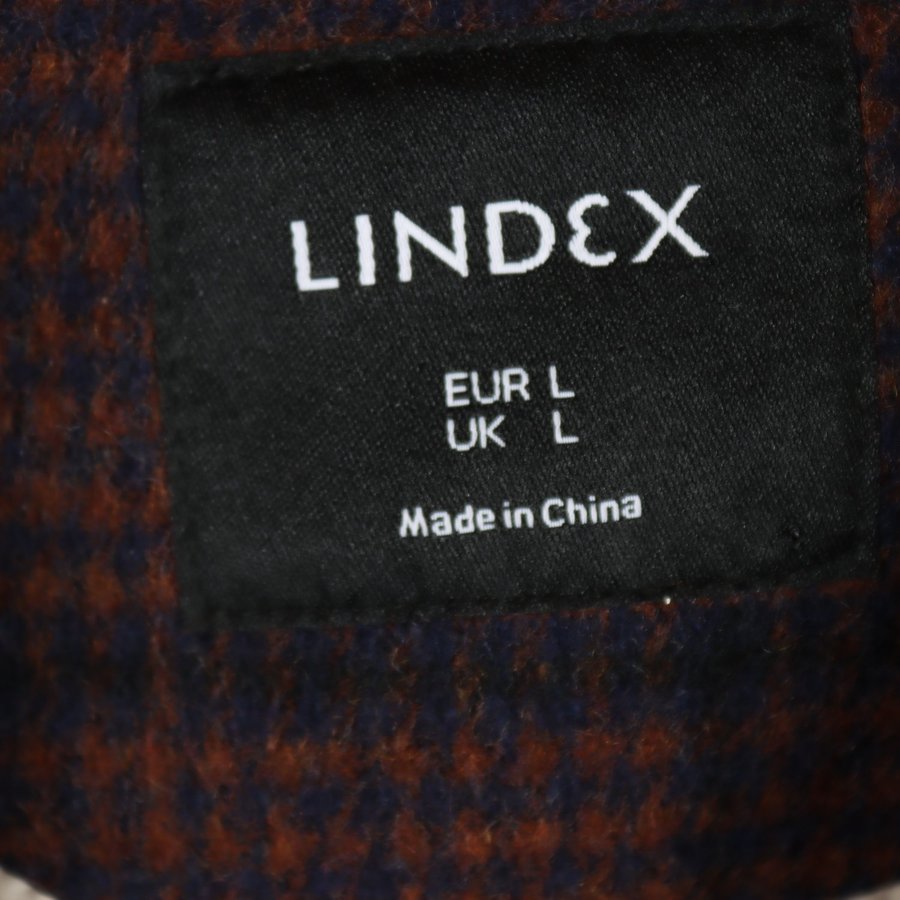 LINDEX
EUR L
UK L
Made in China